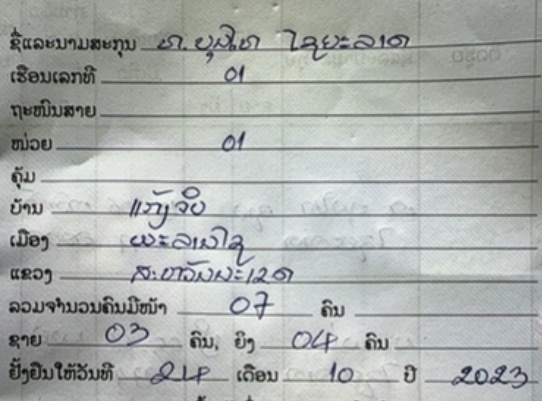 ຊື່ແລະນາມສະກຸນ ທ. ບຸນໂຮມ ໄຊຍະລາດ
ເຮືອນເລກທີ 01
ຖະໜົນສາຍ
ໜ່ວຍ 01
ຄຸ້ມ
ບ້ານ ແກ້ງຈີບ
ເມືອງ ພະລານໄຊ
ແຂວງ ສະຫວັນນະເຂດ
ລວມຈຳນວນຄົນມີໜ້າ 07 ຄົນ
ຊາຍ 03 ຄົນ, ຍິງ 04 ຄົນ
ຢັ້ງຢືນໃຫ້ວັນທີ 24 ເດືອນ 10 ປີ 2023